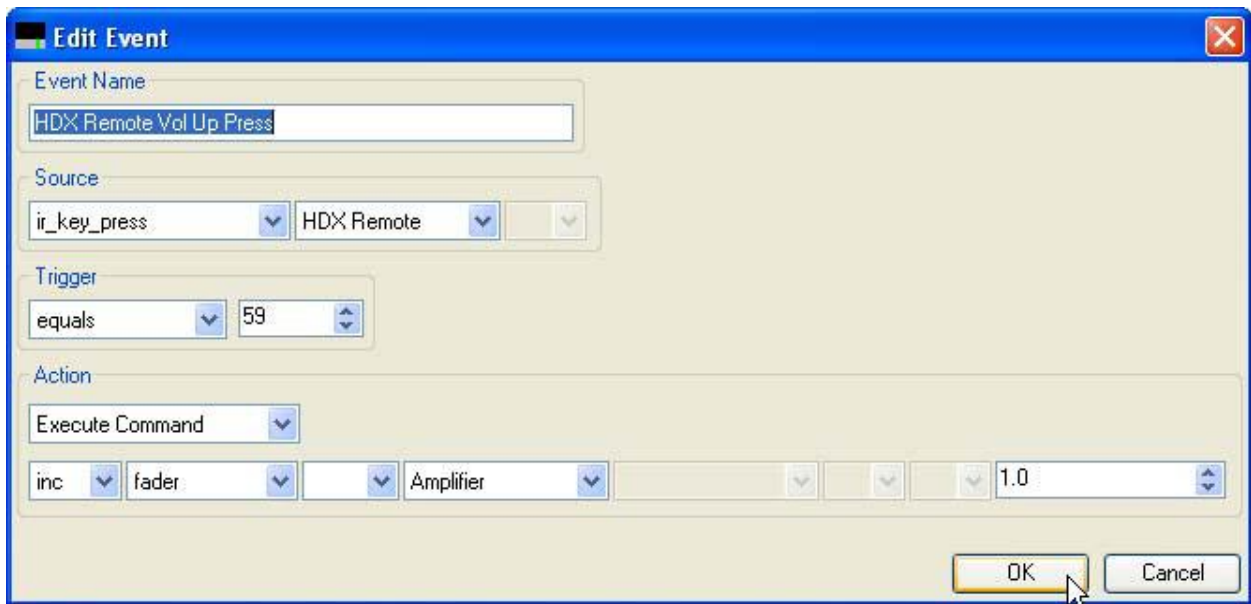 Edit Event
Event Name
HDX Remote Vol Up Press
Source
ir_key_press HDX Remote
Trigger
equals 59
Action
Execute Command
inc fader Amplifier 1.0
OK Cancel